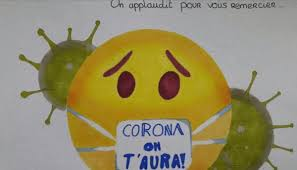 On applaudit pour vous remercier...
CORONA
on
T'AURA!